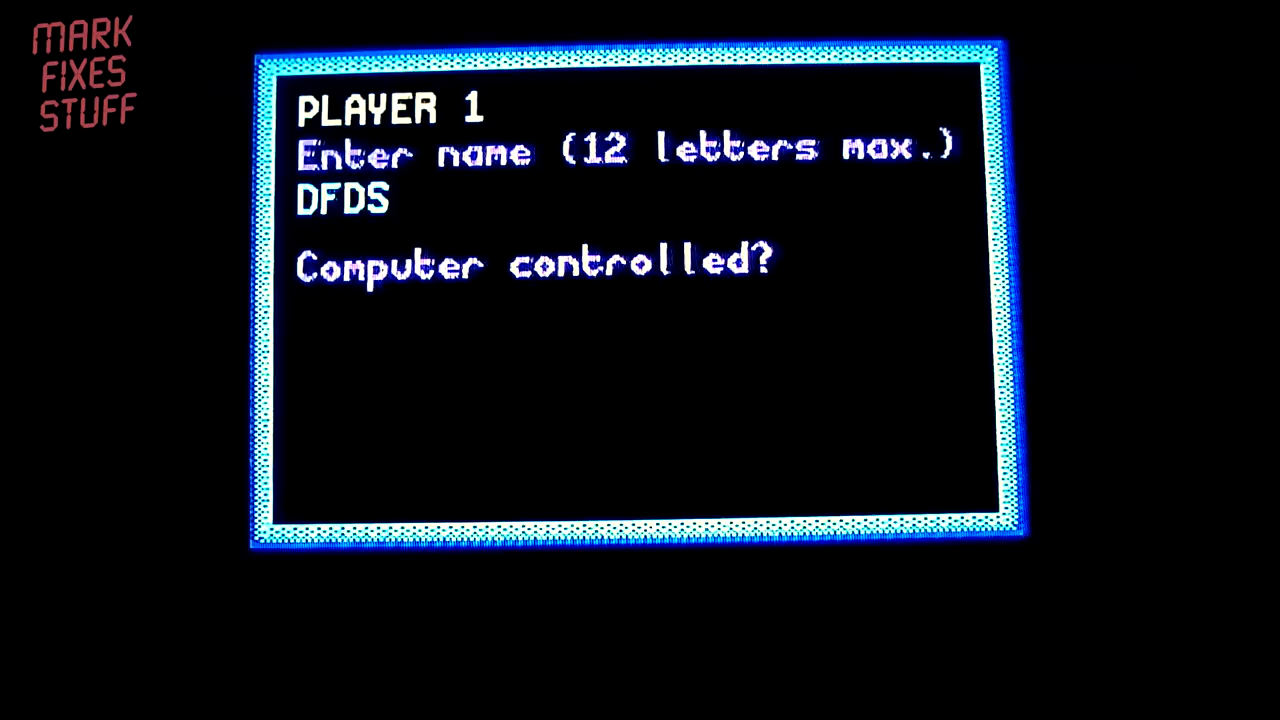 MARK
FIXES
STUFF
PLAYER 1
Enter name (12 letters max.)
DFDS
Computer controlled?